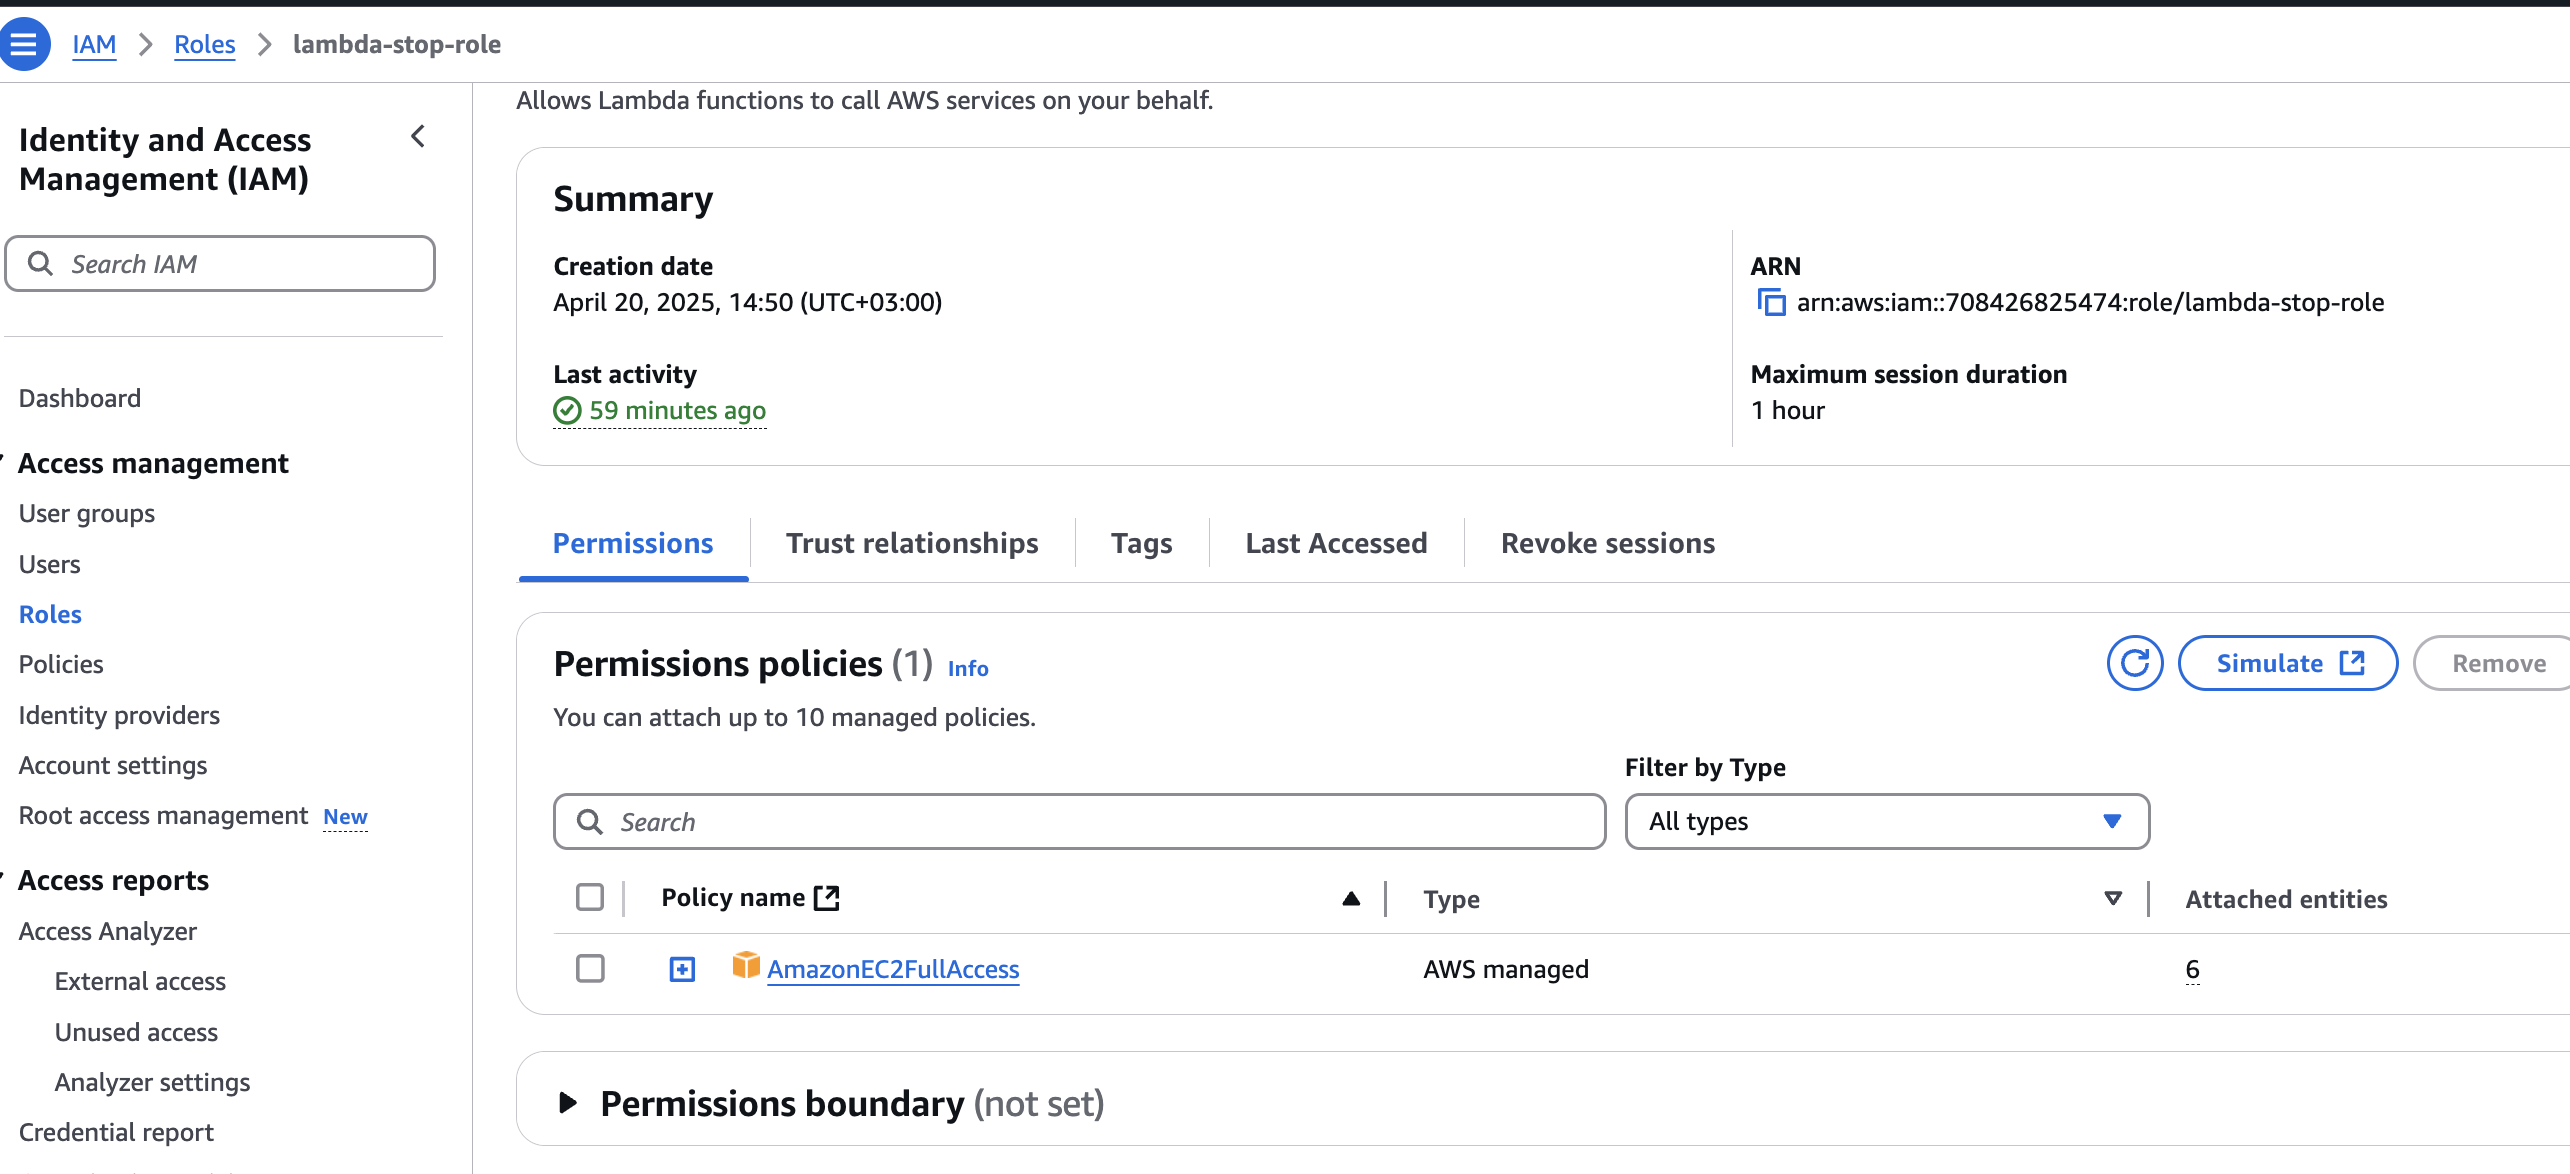 IAM > Roles > lambda-stop-role
Identity and Access
Management (IAM)
Search IAM
Dashboard
Access management
User groups
Users
Roles
Policies
Identity providers
Account settings
Root access management New
Access reports
Access Analyzer
External access
Unused access
Analyzer settings
Credential report
Allows Lambda functions to call AWS services on your behalf.
Summary
Creation date
April 20, 2025, 14:50 (UTC+03:00)
Last activity
59 minutes ago
ARN
arn:aws:iam::708426825474:role/lambda-stop-role
Maximum session duration
1 hour
Permissions
Trust relationships
Tags
Last Accessed
Revoke sessions
Permissions policies (1) Info
You can attach up to 10 managed policies.
Simulate
Remove
Filter by Type
Search
All types
Policy name
Type
Attached entities
AmazonEC2FullAccess
AWS managed
6
Permissions boundary (not set)